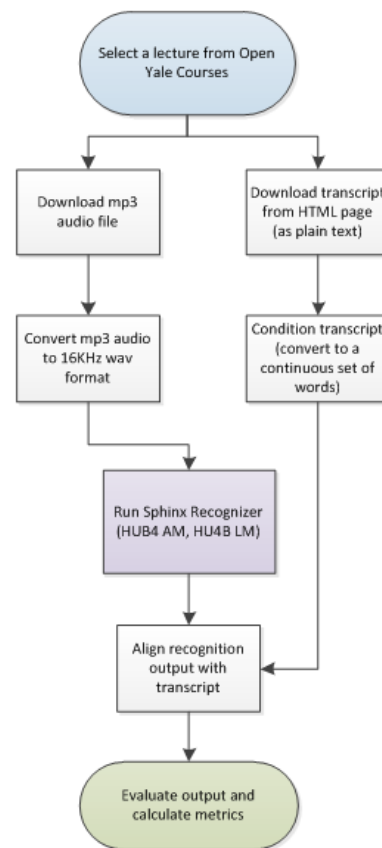 Select a lecture from Open
Yale Courses
Download mp3
audio file
Download transcript
from HTML page
(as plain text)
Convert mp3 audio
to 16KHz wav
format
Condition transcript
(convert to a
continuous set of
words)
Run Sphinx Recognizer
(HUB4 AM, HU4B LM)
Align recognition
output with
transcript
Evaluate output and
calculate metrics